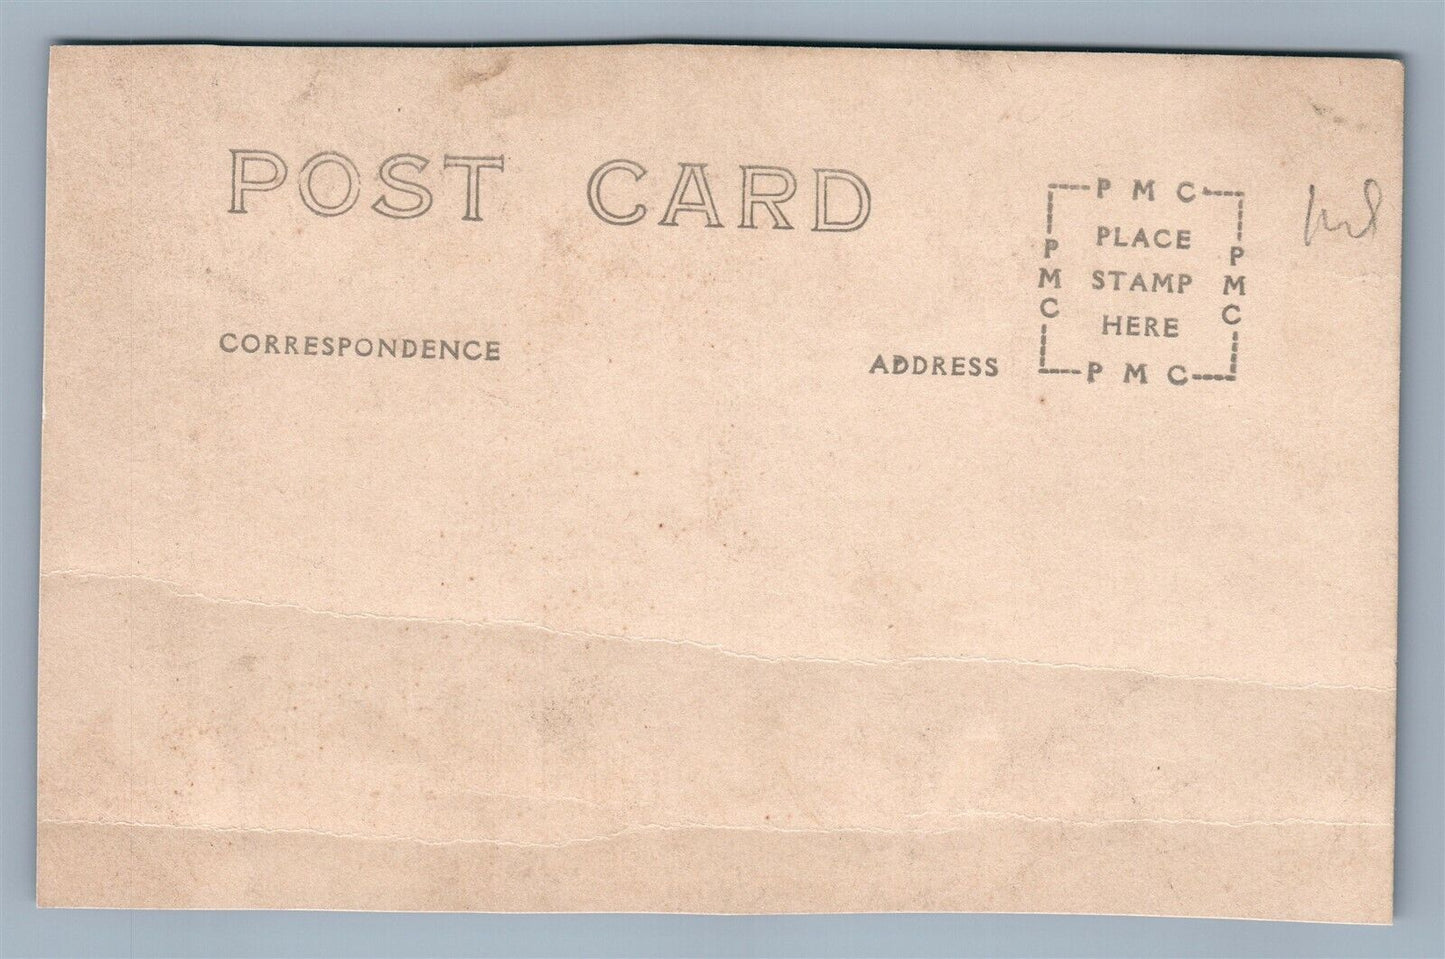 POST CARD
CORRESPONDENCE
ADDRESS
P M C
PLACE
STAMP
HERE
P M C
P M C
P M C